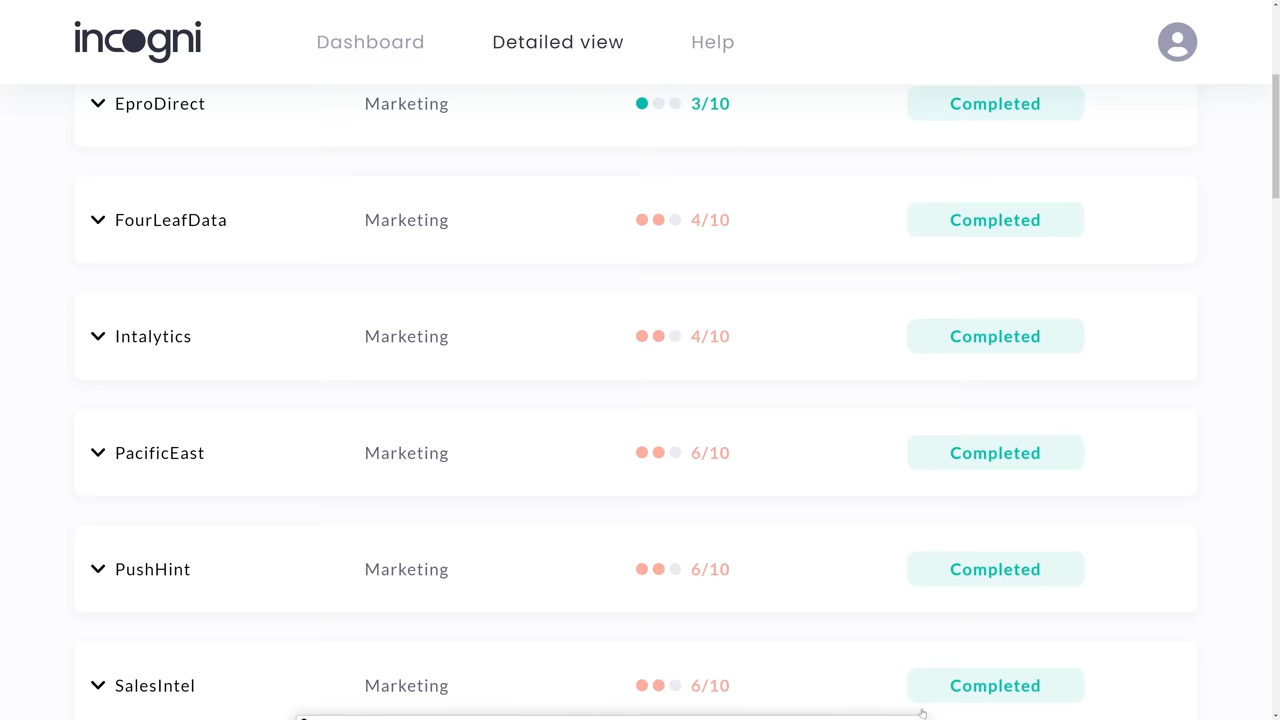 incogni Dashboard Detailed view Help
EproDirect Marketing 3/10 Completed
FourLeafData Marketing 4/10 Completed
Intalytics Marketing 4/10 Completed
PacificEast Marketing 6/10 Completed
PushHint Marketing 6/10 Completed
SalesIntel Marketing 6/10 Completed